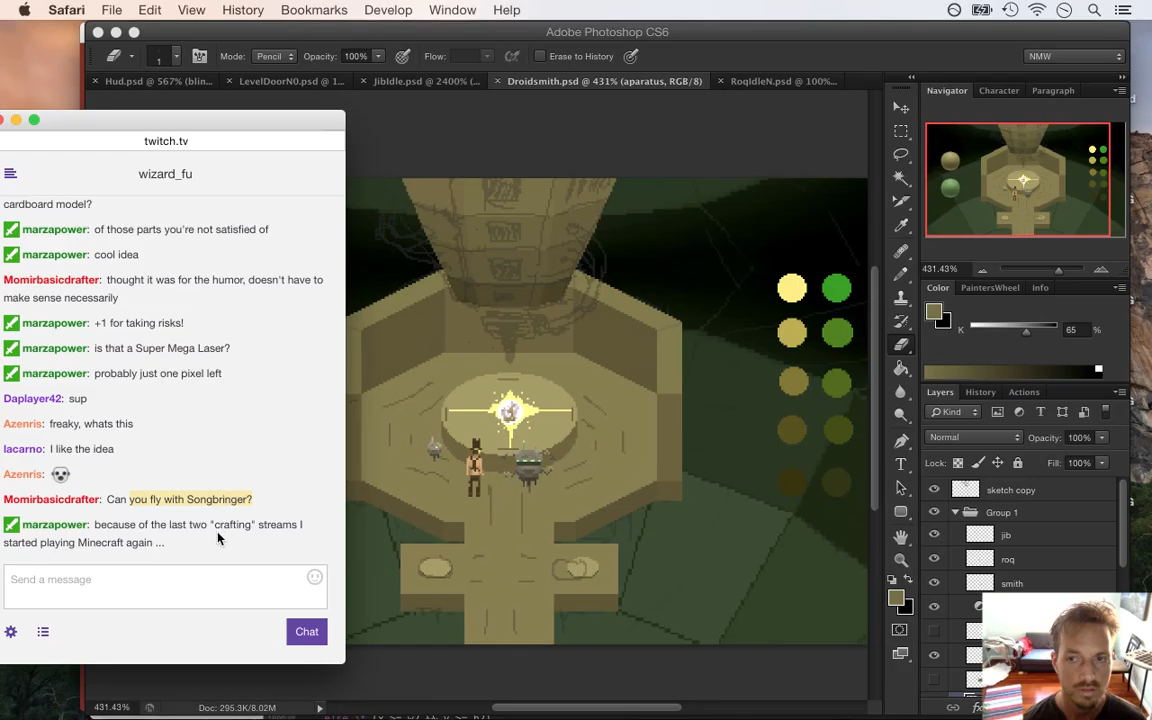 Safari File Edit View History Bookmarks Develop Window Help
Adobe Photoshop CS6
1 Mode: Pencil Opacity: 100% Flow: Erase to History NMW
Hud.psd @ 567% (blin... LevelDoorN0.psd @ 1... JibIdle.psd @ 2400% (... Droidsmith.psd @ 431% (aparatus, RGB/8) RoqIdleN.psd @ 100%...
twitch.tv
wizard_fu
cardboard model?
marzapower: of those parts you're not satisfied of
marzapower: cool idea
Momirbasicdrafter: thought it was for the humor, doesn't have to
make sense necessarily
marzapower: +1 for taking risks!
marzapower: is that a Super Mega Laser?
marzapower: probably just one pixel left
Daplayer42: sup
Azenris: freaky, whats this
lacarno: I like the idea
Azenris:
Momirbasicdrafter: Can you fly with Songbringer?
marzapower: because of the last two "crafting" streams I
started playing Minecraft again ...
Send a message
Chat
Navigator Character Paragraph
431.43%
Color PaintersWheel Info
K 65 %
Layers History Actions
Kind
Normal Opacity: 100%
Lock: Fill: 100%
sketch copy
Group 1
jib
roq
smith
431.43% Doc: 295.3K/8.02M